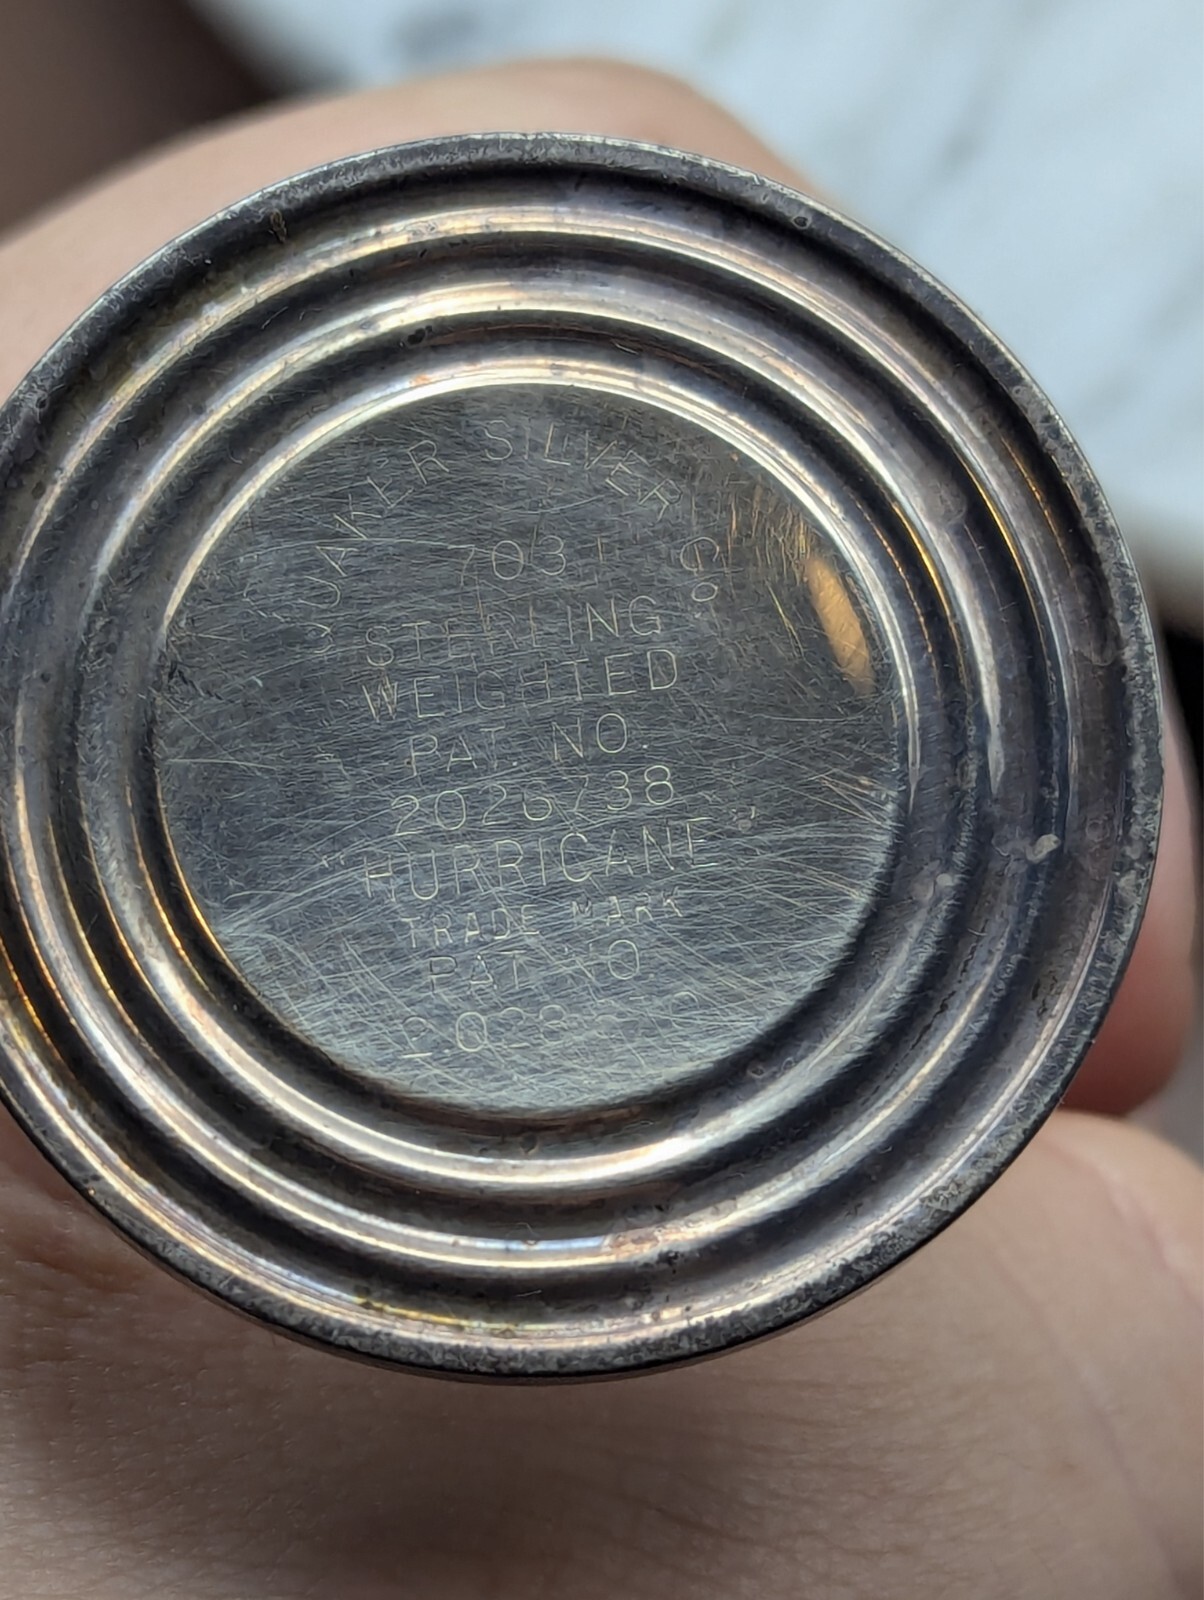 QUAKER SILVER Co.
703
STERLING
WEIGHTED
PAT. NO.
2026738
"HURRICANE"
TRADE MARK
PAT NO.